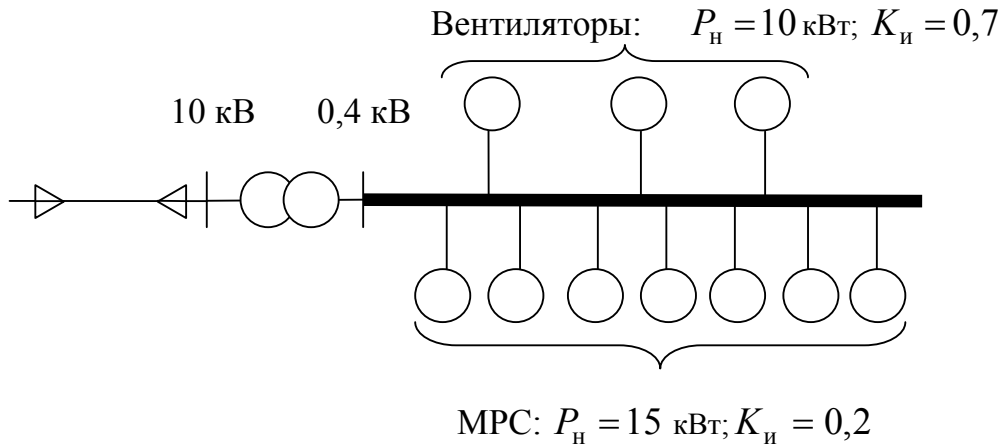 Вентиляторы: Pн = 10 кВт; Kи = 0,7
10 кВ 0,4 кВ
МРС: Pн = 15 кВт; Kи = 0,2